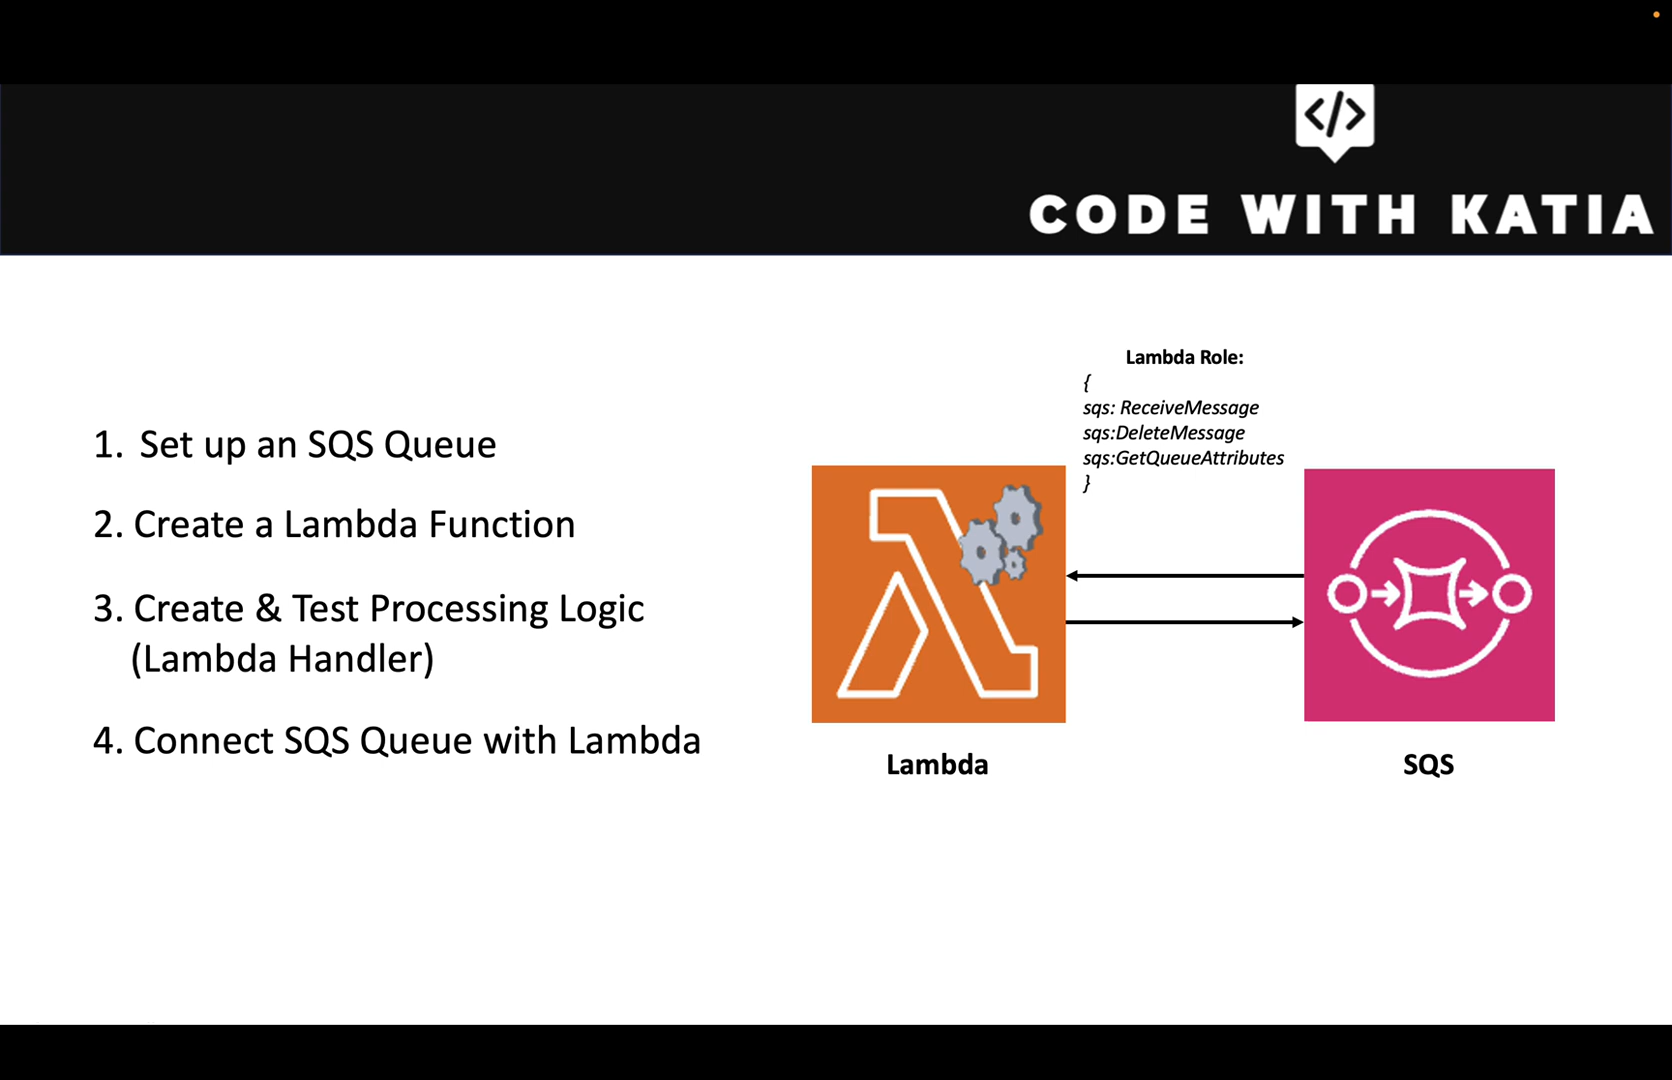 </>
CODE WITH KATIA
1. Set up an SQS Queue
2. Create a Lambda Function
3. Create & Test Processing Logic
(Lambda Handler)
4. Connect SQS Queue with Lambda
Lambda Role:
{
sqs: ReceiveMessage
sqs:DeleteMessage
sqs:GetQueueAttributes
}
Lambda
SQS